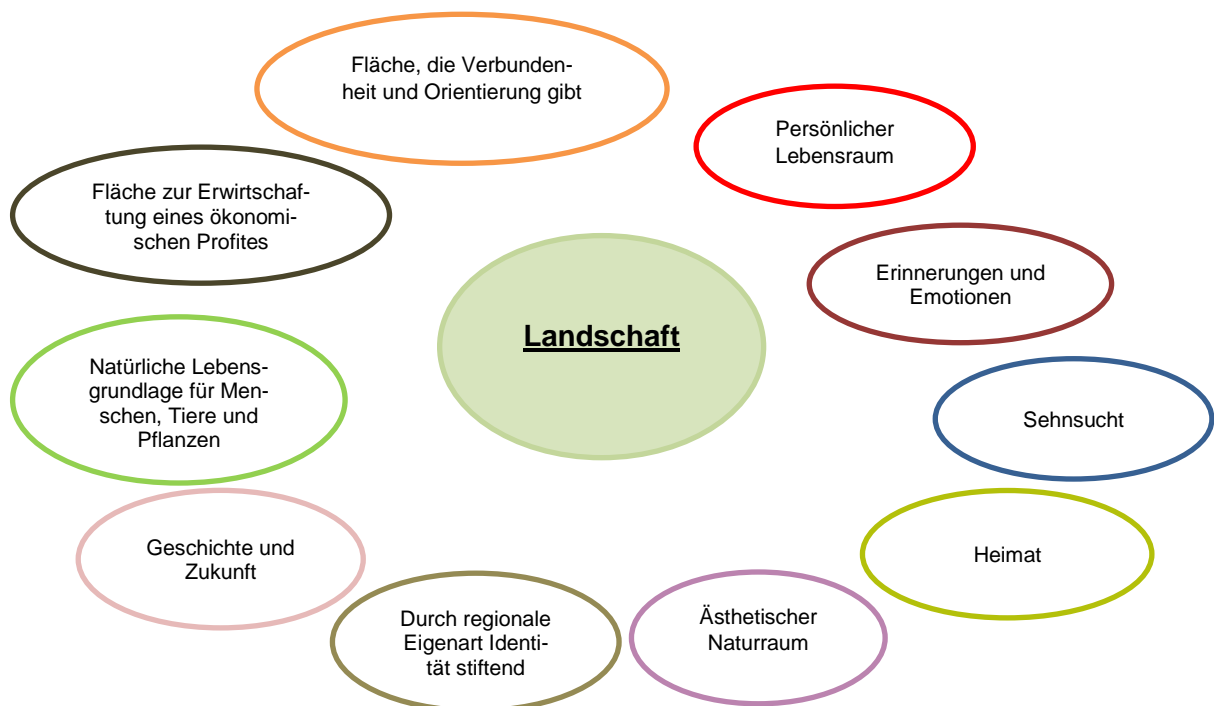 Fläche, die Verbunden-
heit und Orientierung gibt
Persönlicher
Lebensraum
Fläche zur Erwirtschaf-
tung eines ökonomi-
schen Profites
Erinnerungen und
Emotionen
Landschaft
Natürliche Lebens-
grundlage für Men-
schen, Tiere und
Pflanzen
Sehnsucht
Geschichte und
Zukunft
Heimat
Durch regionale
Eigenart Identi-
tät stiftend
Ästhetischer
Naturraum